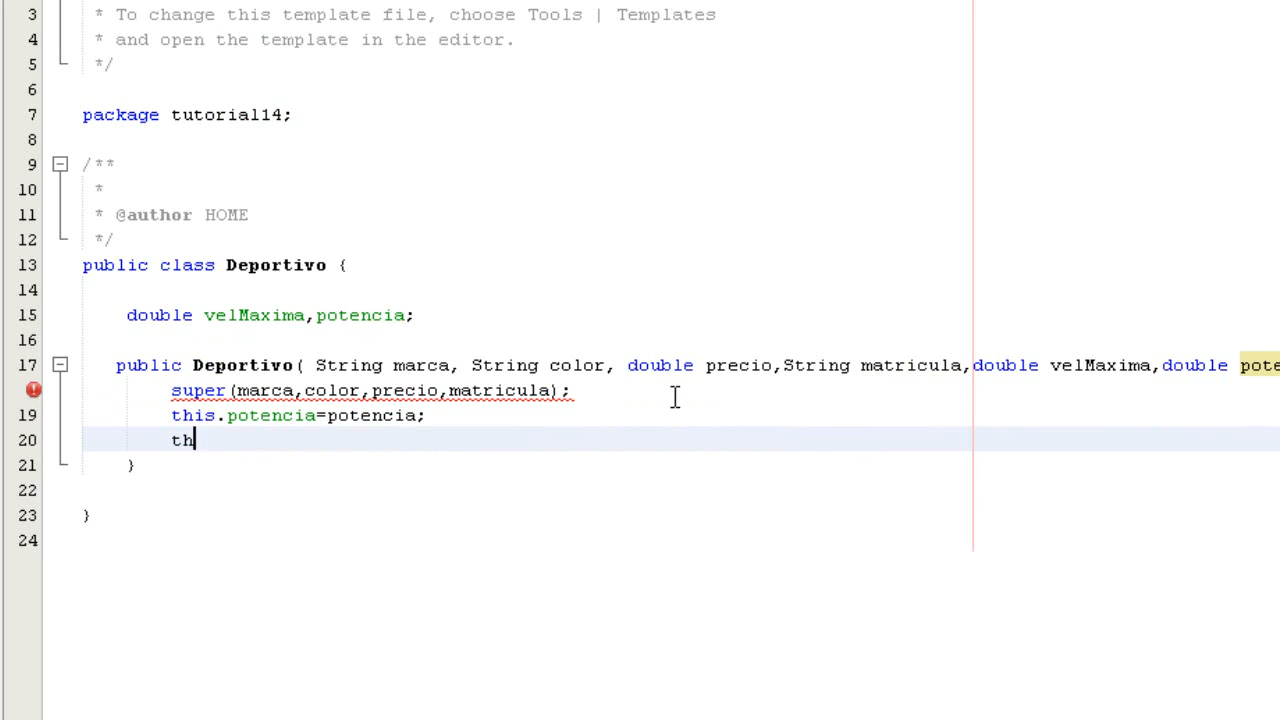 3 * To change this template file, choose Tools | Templates
4 * and open the template in the editor.
5 */
6
7 package tutorial14;
8
9 /**
10 *
11 * @author HOME
12 */
13 public class Deportivo {
14
15 double velMaxima,potencia;
16
17 public Deportivo( String marca, String color, double precio,String matricula,double velMaxima,double pote
super(marca,color,precio,matricula);
19 this.potencia=potencia;
20 th
21 }
22
23 }
24